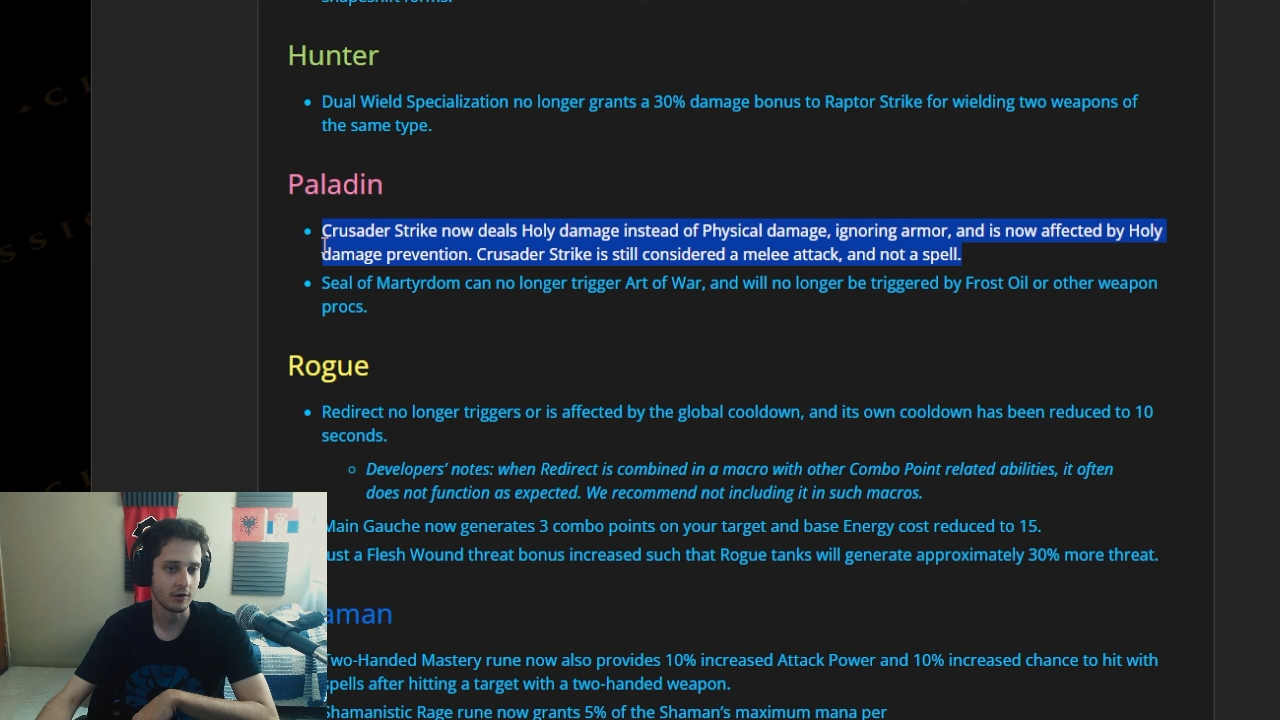 Hunter
• Dual Wield Specialization no longer grants a 30% damage bonus to Raptor Strike for wielding two weapons of
the same type.
Paladin
• Crusader Strike now deals Holy damage instead of Physical damage, ignoring armor, and is now affected by Holy
damage prevention. Crusader Strike is still considered a melee attack, and not a spell.
• Seal of Martyrdom can no longer trigger Art of War, and will no longer be triggered by Frost Oil or other weapon
procs.
Rogue
• Redirect no longer triggers or is affected by the global cooldown, and its own cooldown has been reduced to 10
seconds.
Developers' notes: when Redirect is combined in a macro with other Combo Point related abilities, it often
does not function as expected. We recommend not including it in such macros.
Main Gauche now generates 3 combo points on your target and base Energy cost reduced to 15.
ust a Flesh Wound threat bonus increased such that Rogue tanks will generate approximately 30% more threat.
aman
Two-Handed Mastery rune now also provides 10% increased Attack Power and 10% increased chance to hit with
spells after hitting a target with a two-handed weapon.
Shamanistic Rage rune now grants 5% of the Shaman's maximum mana per